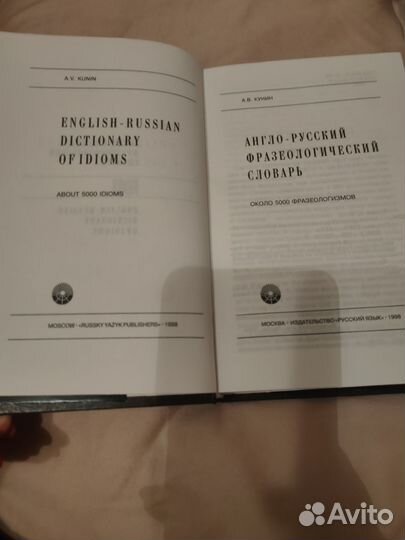 A.V. KUNIN
ENGLISH-RUSSIAN
DICTIONARY
OF IDIOMS
ABOUT 5000 IDIOMS
MOSCOW · «RUSSKY YAZYK PUBLISHERS» · 1998
А.В. КУНИН
АНГЛО-РУССКИЙ
ФРАЗЕОЛОГИЧЕСКИЙ
СЛОВАРЬ
ОКОЛО 5000 ФРАЗЕОЛОГИЗМОВ
МОСКВА · ИЗДАТЕЛЬСТВО «РУССКИЙ ЯЗЫК» · 1998
Avito